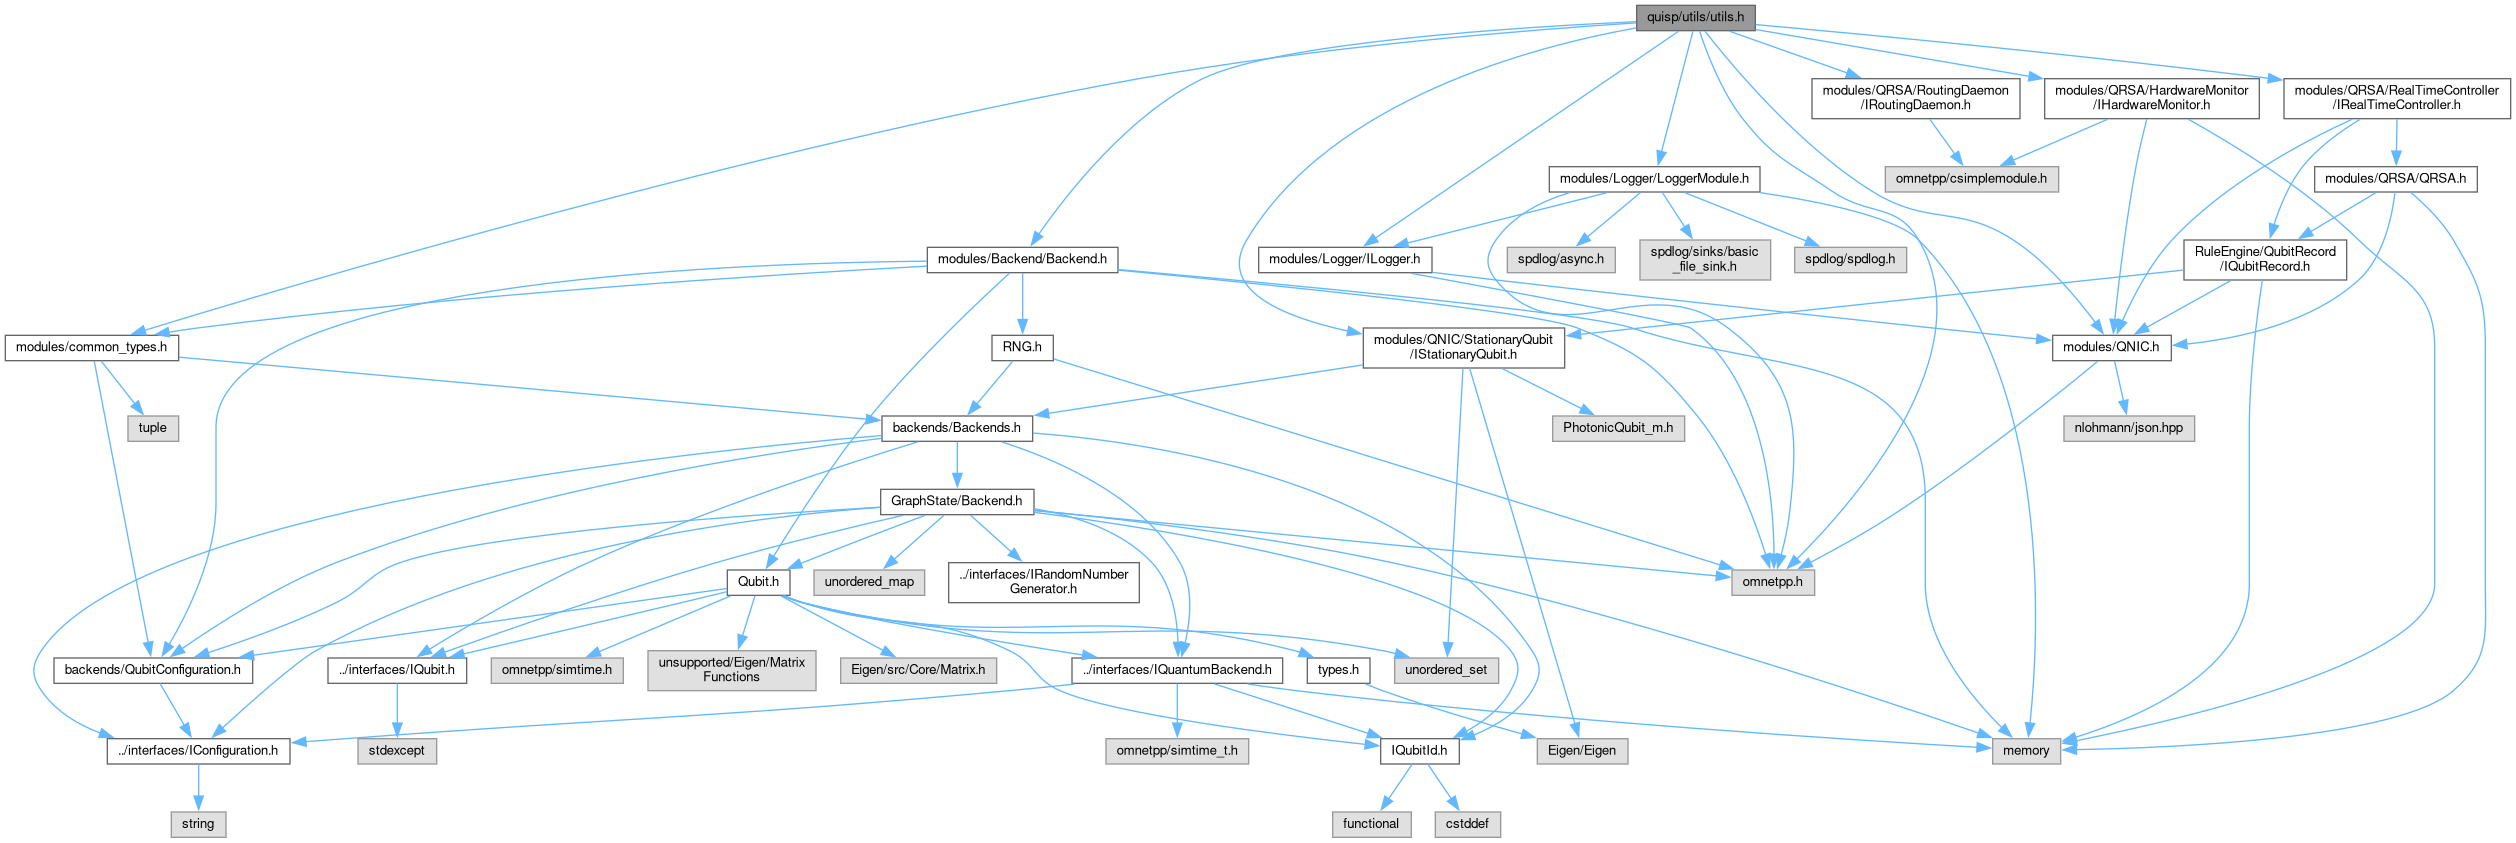 quisp/utils/utils.h
modules/QRSA/RoutingDaemon
/IRoutingDaemon.h
modules/QRSA/HardwareMonitor
/IHardwareMonitor.h
modules/QRSA/RealTimeController
/IRealTimeController.h
modules/Logger/LoggerModule.h
omnetpp/csimplemodule.h
modules/QRSA/QRSA.h
modules/Backend/Backend.h
modules/Logger/ILogger.h
spdlog/async.h
spdlog/sinks/basic
_file_sink.h
spdlog/spdlog.h
RuleEngine/QubitRecord
/IQubitRecord.h
modules/common_types.h
RNG.h
modules/QNIC/StationaryQubit
/IStationaryQubit.h
modules/QNIC.h
tuple
backends/Backends.h
PhotonicQubit_m.h
nlohmann/json.hpp
GraphState/Backend.h
Qubit.h
unordered_map
../interfaces/IRandomNumber
Generator.h
omnetpp.h
backends/QubitConfiguration.h
../interfaces/IQubit.h
omnetpp/simtime.h
unsupported/Eigen/Matrix
Functions
Eigen/src/Core/Matrix.h
../interfaces/IQuantumBackend.h
types.h
unordered_set
../interfaces/IConfiguration.h
stdexcept
omnetpp/simtime_t.h
IQubitId.h
Eigen/Eigen
memory
string
functional
cstddef